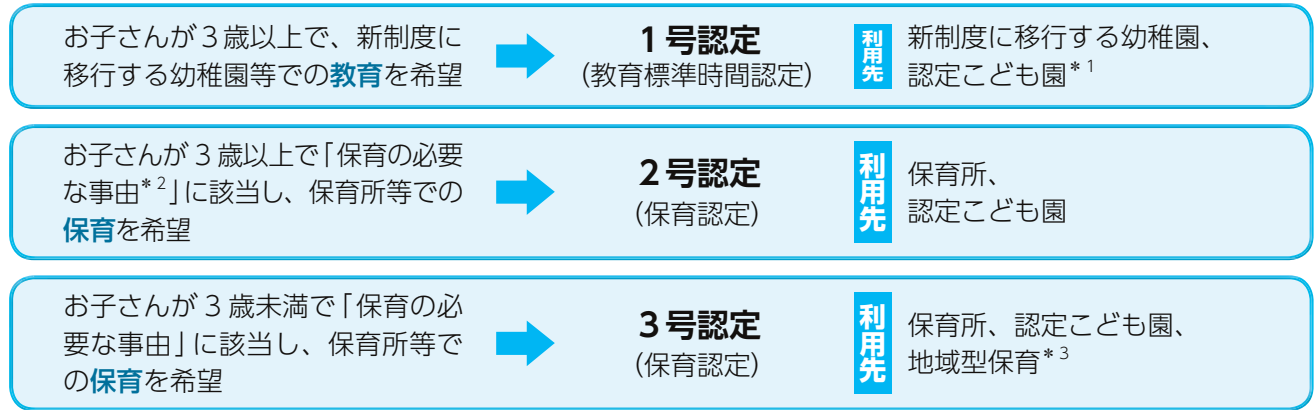 お子さんが3歳以上で、新制度に
移行する幼稚園等での教育を希望
1号認定
(教育標準時間認定)
利用先
新制度に移行する幼稚園、
認定こども園*1
お子さんが3歳以上で「保育の必要
な事由*2」に該当し、保育所等での
保育を希望
2号認定
(保育認定)
利用先
保育所、
認定こども園
お子さんが3歳未満で「保育の必
要な事由」に該当し、保育所等で
の保育を希望
3号認定
(保育認定)
利用先
保育所、認定こども園、
地域型保育*3